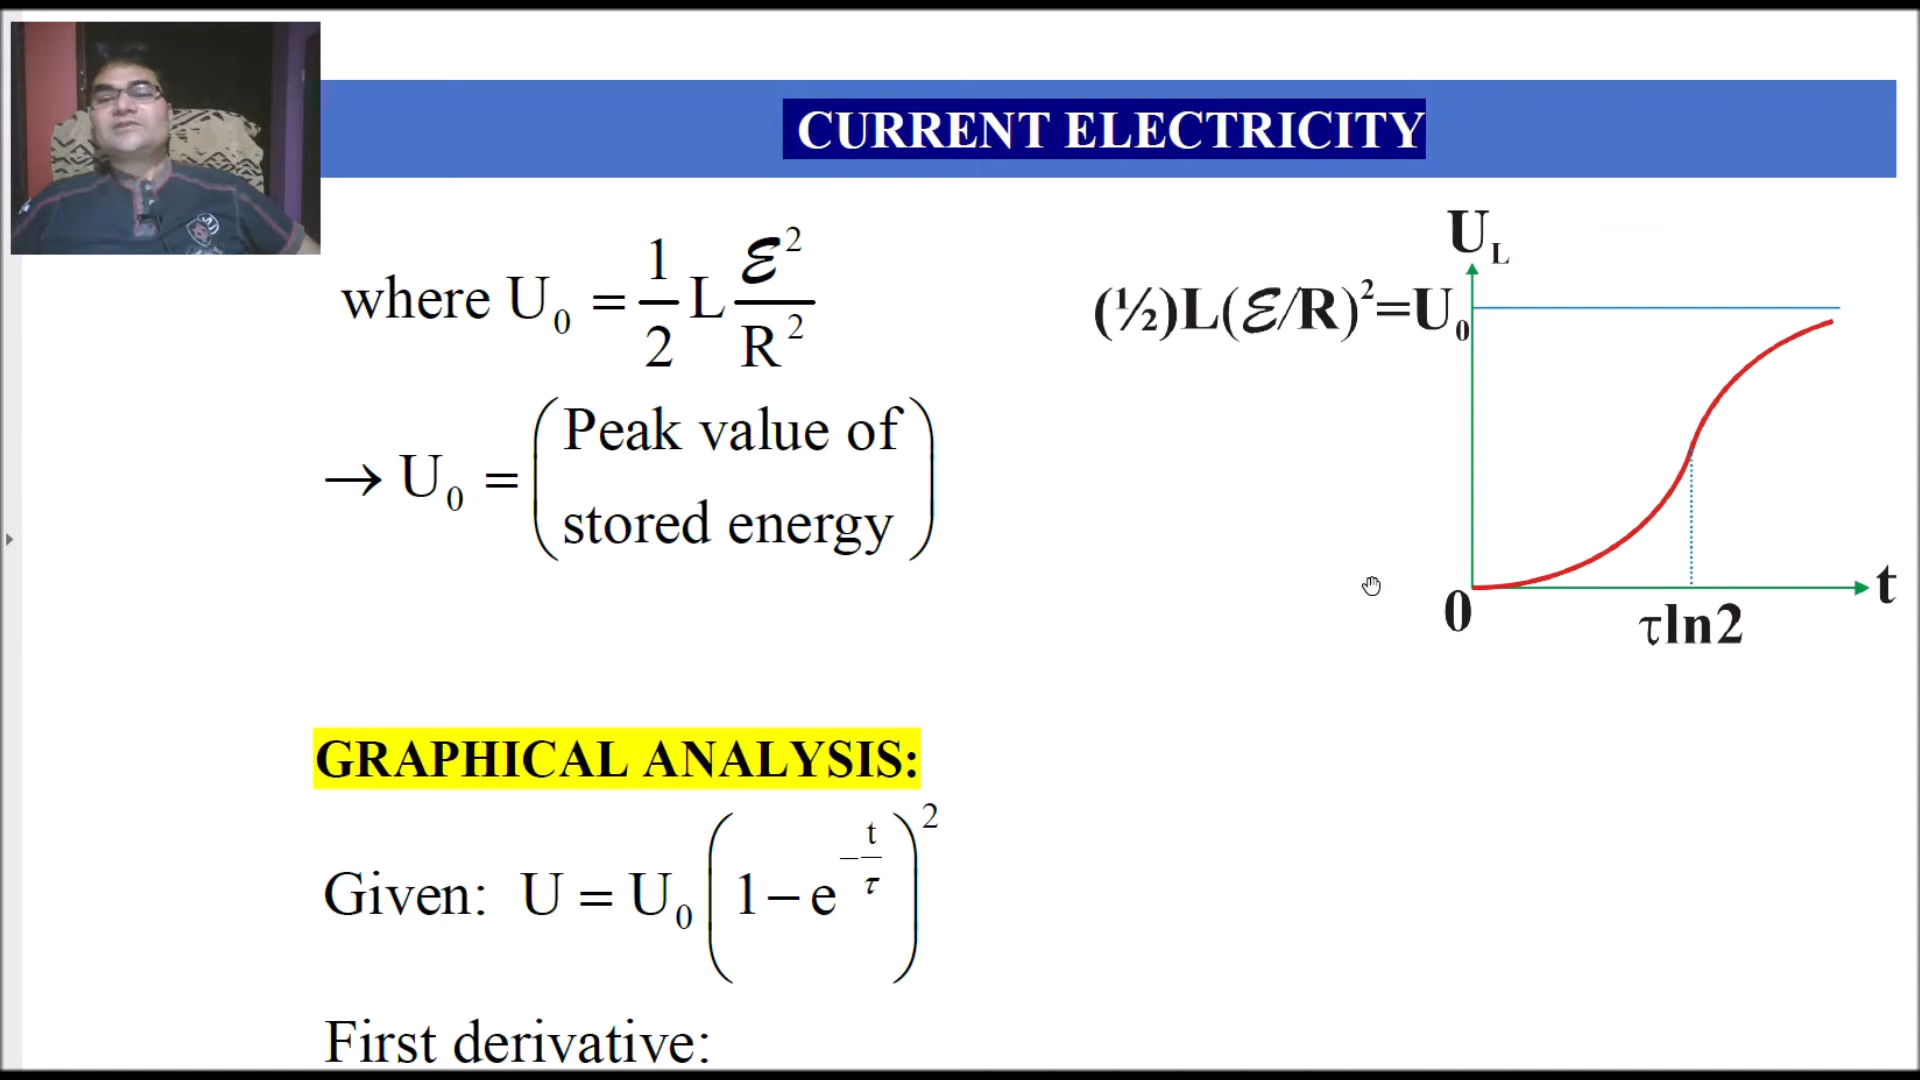 CURRENT ELECTRICITY
where U₀ = 1/2 L ℰ²/R²
→ U₀ = (Peak value of
stored energy)
U_L
(½)L(ℰ/R)²=U₀
0
τln2
t
GRAPHICAL ANALYSIS:
Given: U = U₀ (1 − e^(−t/τ))²
First derivative: